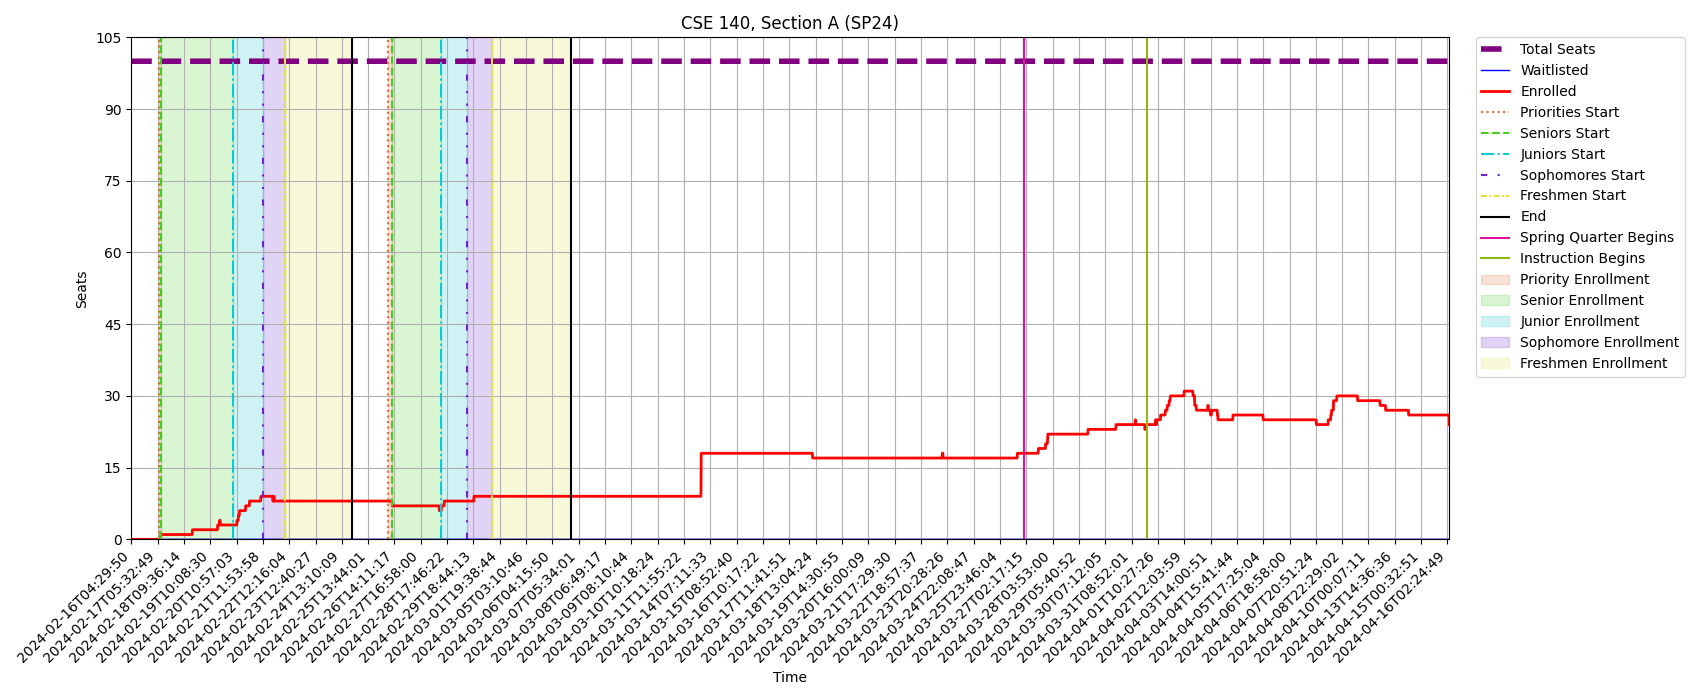 CSE 140, Section A (SP24)
105
90
75
60
45
30
15
0
Seats
2024-02-16T04:29:50
2024-02-17T05:32:49
2024-02-18T09:36:14
2024-02-19T10:08:30
2024-02-20T10:57:03
2024-02-21T11:53:58
2024-02-22T12:16:04
2024-02-23T12:40:27
2024-02-24T13:10:09
2024-02-25T13:44:01
2024-02-26T14:11:17
2024-02-27T16:58:00
2024-02-28T17:46:22
2024-02-29T18:44:13
2024-03-01T19:38:44
2024-03-05T03:10:46
2024-03-06T04:15:50
2024-03-07T05:34:01
2024-03-08T06:49:17
2024-03-09T08:10:44
2024-03-10T10:18:24
2024-03-11T11:55:22
2024-03-14T07:11:33
2024-03-15T08:52:40
2024-03-16T10:17:22
2024-03-17T11:41:51
2024-03-18T13:04:24
2024-03-19T14:30:55
2024-03-20T16:00:09
2024-03-21T17:29:30
2024-03-22T18:57:37
2024-03-23T20:28:26
2024-03-24T22:08:47
2024-03-25T23:46:04
2024-03-27T02:17:15
2024-03-28T03:53:00
2024-03-29T05:40:52
2024-03-30T07:12:05
2024-03-31T08:52:01
2024-04-01T10:27:26
2024-04-02T12:03:59
2024-04-03T14:00:51
2024-04-04T15:41:44
2024-04-05T17:25:04
2024-04-06T18:58:00
2024-04-07T20:51:24
2024-04-08T22:29:02
2024-04-10T00:07:11
2024-04-13T14:36:36
2024-04-15T00:32:51
2024-04-16T02:24:49
Time
Total Seats
Waitlisted
Enrolled
Priorities Start
Seniors Start
Juniors Start
Sophomores Start
Freshmen Start
End
Spring Quarter Begins
Instruction Begins
Priority Enrollment
Senior Enrollment
Junior Enrollment
Sophomore Enrollment
Freshmen Enrollment